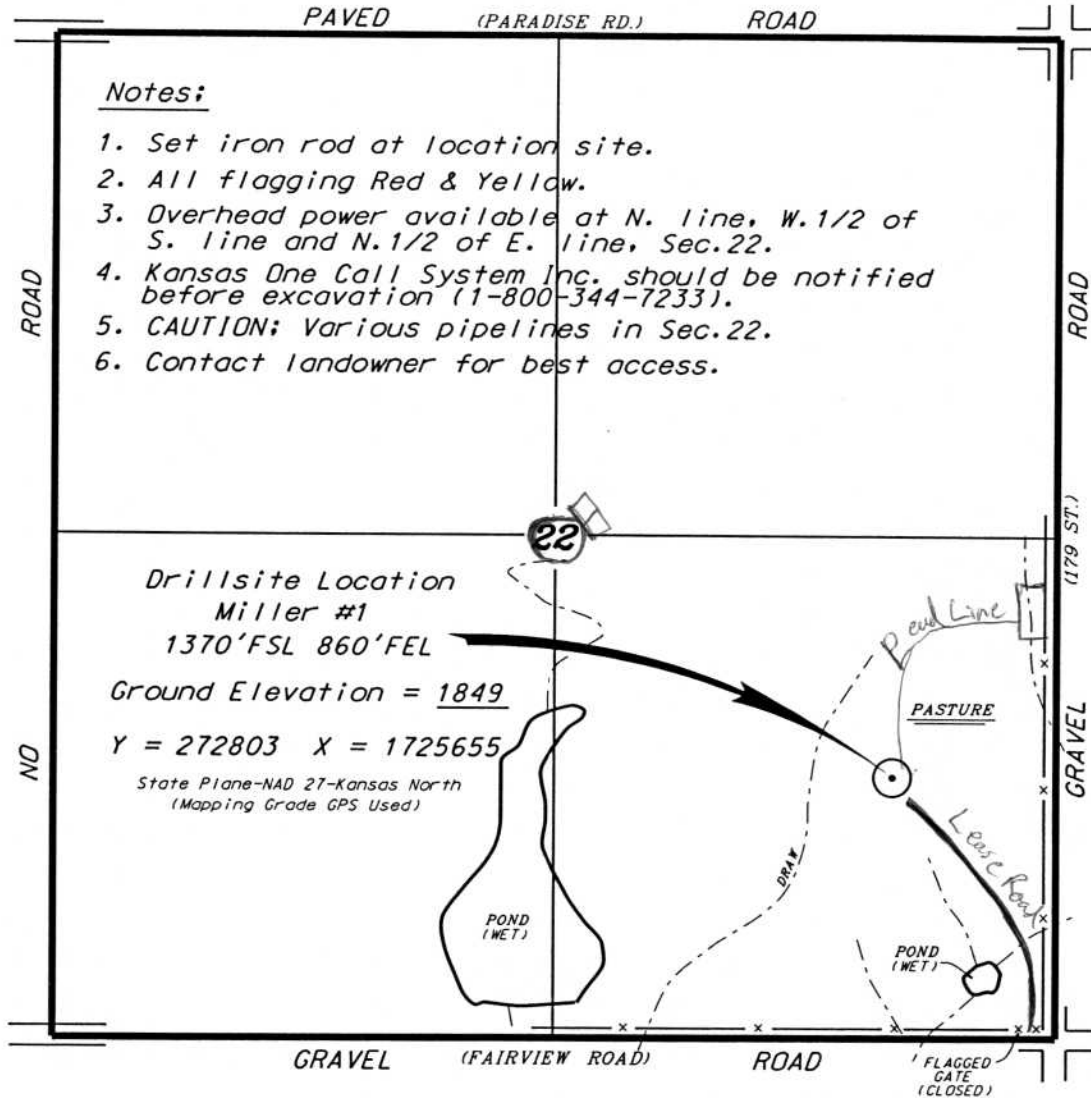 PAVED (PARADISE RD.) ROAD
Notes:
1. Set iron rod at location site.
2. All flagging Red & Yellow.
3. Overhead power available at N. line, W.1/2 of
S. line and N.1/2 of E. line, Sec.22.
4. Kansas One Call System Inc. should be notified
before excavation (1-800-344-7233).
5. CAUTION: Various pipelines in Sec.22.
6. Contact landowner for best access.
ROAD
ROAD
22
(179 ST.)
Drillsite Location
Miller #1
1370'FSL 860'FEL
Ground Elevation = 1849
Y = 272803 X = 1725655
State Plane-NAD 27-Kansas North
(Mapping Grade GPS Used)
NO
Line
PASTURE
GRAVEL
Lease Road
DRAW
POND
(WET)
POND
(WET)
GRAVEL (FAIRVIEW ROAD) ROAD
FLAGGED
GATE
(CLOSED)